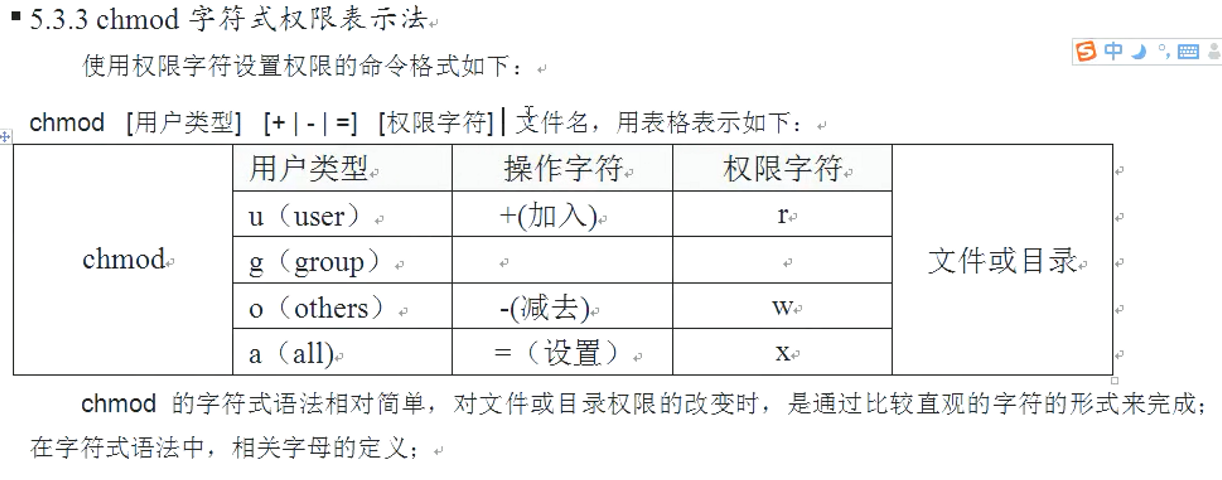 5.3.3 chmod 字符式权限表示法
使用权限字符设置权限的命令格式如下：
中
chmod [用户类型] [+ | - | =] [权限字符] 文件名，用表格表示如下：
用户类型 操作字符 权限字符
u（user） +(加入) r
chmod g（group） 文件或目录
o（others） -(减去) w
a（all) =（设置） x
chmod 的字符式语法相对简单，对文件或目录权限的改变时，是通过比较直观的字符的形式来完成；
在字符式语法中，相关字母的定义；